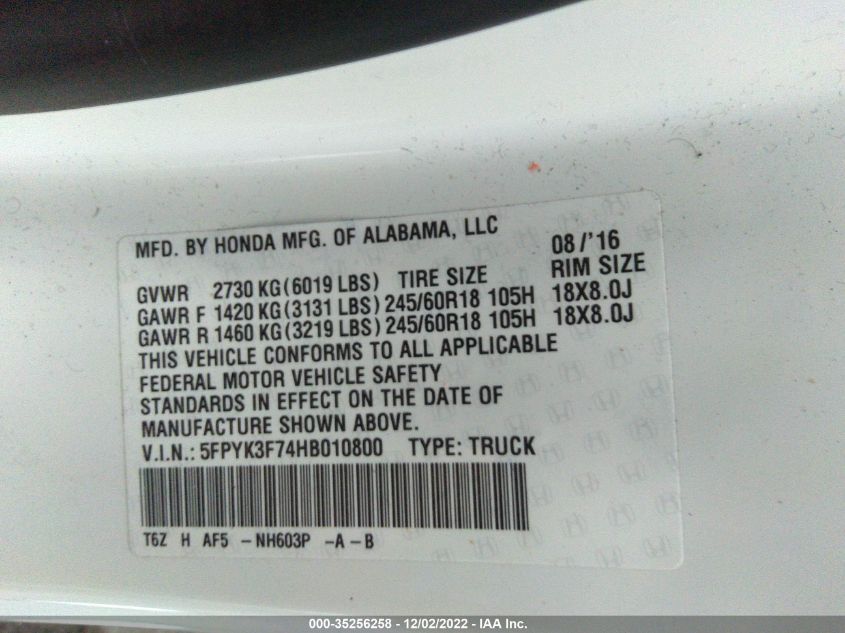 MFD. BY HONDA MFG. OF ALABAMA, LLC 08/'16
GVWR 2730 KG(6019 LBS) TIRE SIZE RIM SIZE
GAWR F 1420 KG(3131 LBS) 245/60R18 105H 18X8.0J
GAWR R 1460 KG(3219 LBS) 245/60R18 105H 18X8.0J
THIS VEHICLE CONFORMS TO ALL APPLICABLE
FEDERAL MOTOR VEHICLE SAFETY
STANDARDS IN EFFECT ON THE DATE OF
MANUFACTURE SHOWN ABOVE.
V.I.N.: 5FPYK3F74HB010800 TYPE: TRUCK
T6Z H AF5 -NH603P -A-B
000-35256258 - 12/02/2022 - IAA Inc.